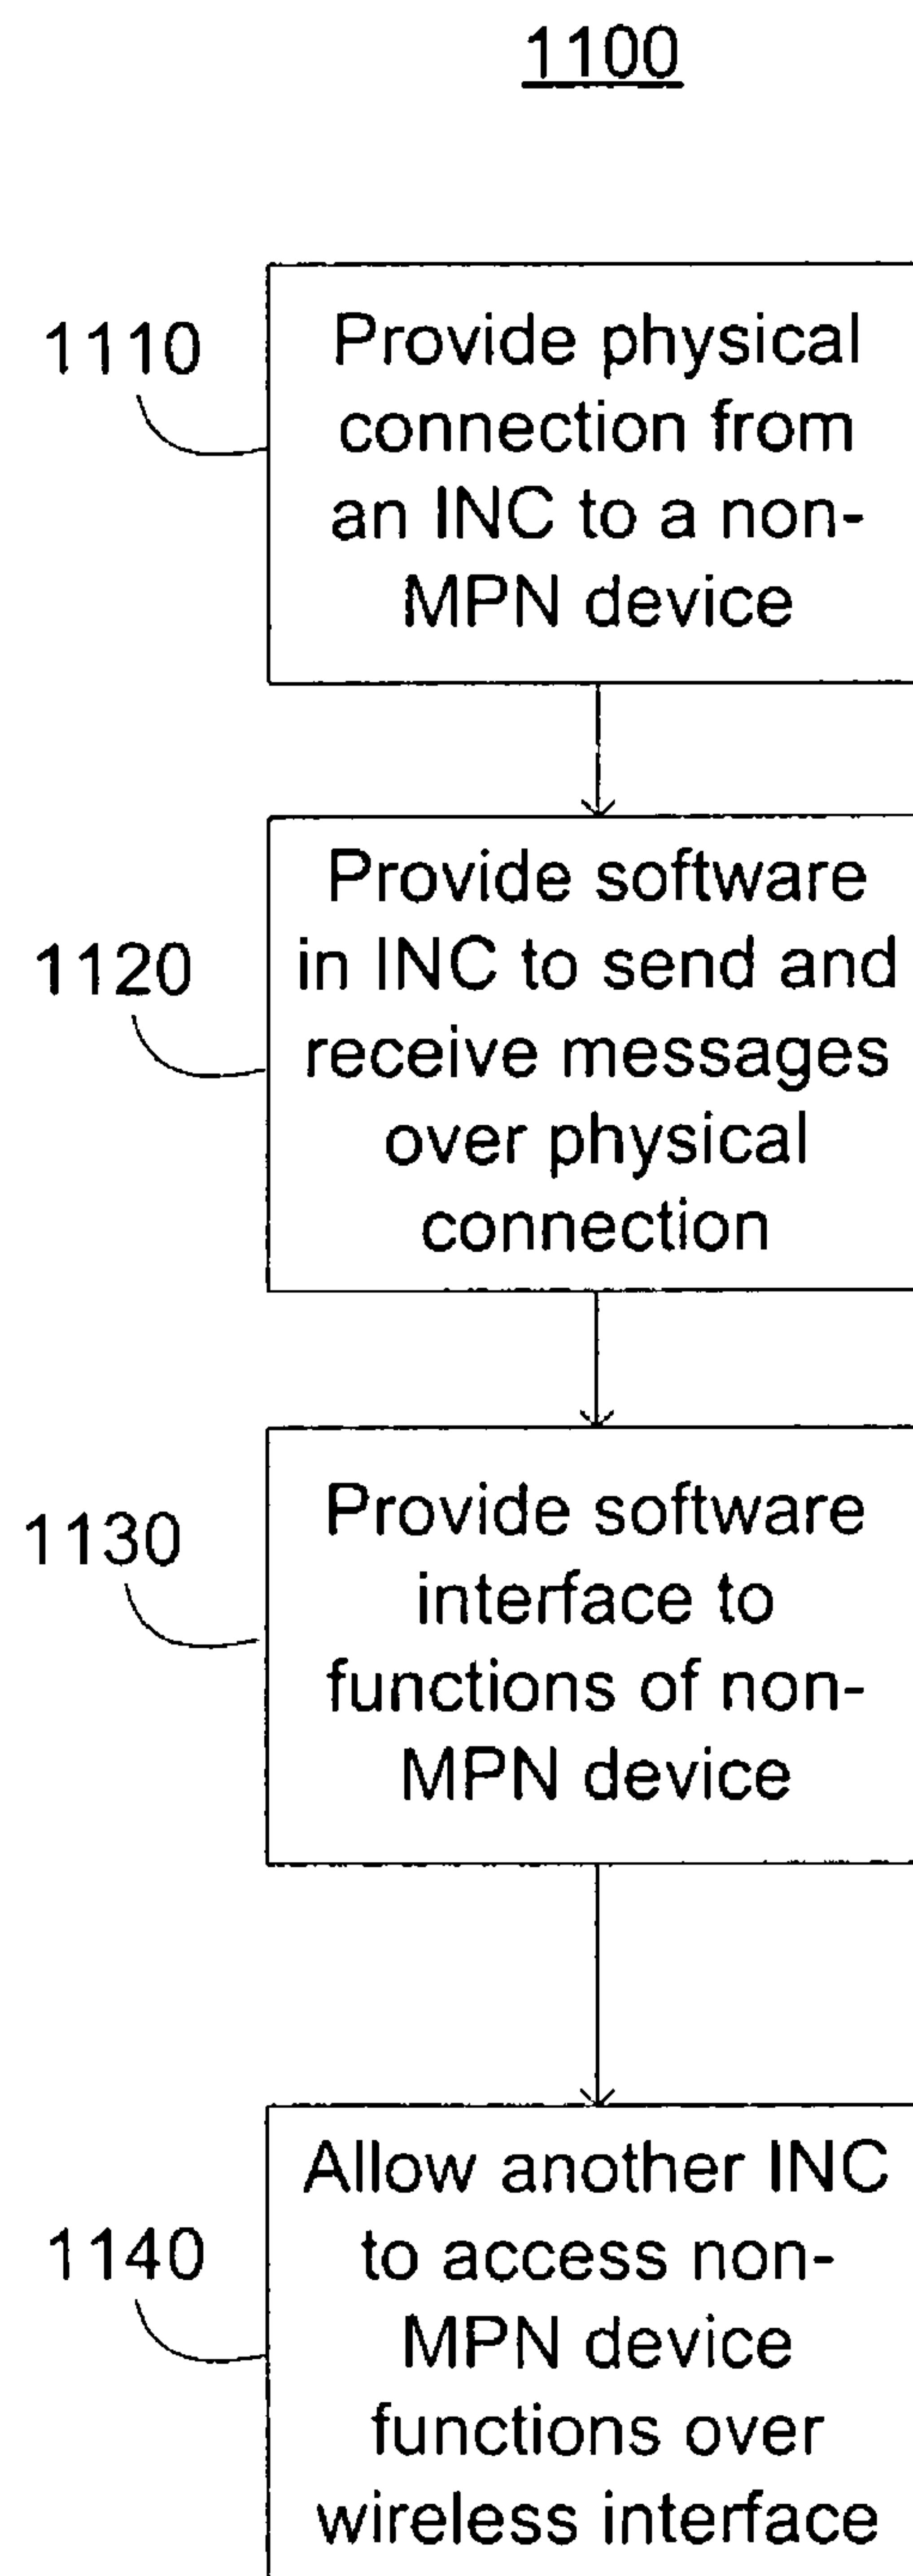 1100
1110
Provide physical
connection from
an INC to a non-
MPN device
1120
Provide software
in INC to send and
receive messages
over physical
connection
1130
Provide software
interface to
functions of non-
MPN device
1140
Allow another INC
to access non-
MPN device
functions over
wireless interface